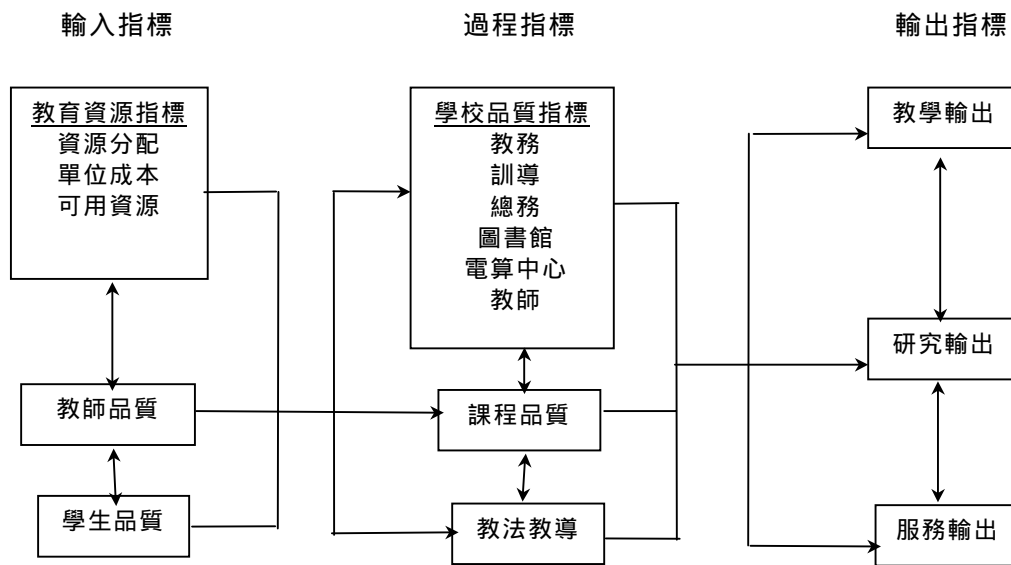 輸入指標
過程指標
輸出指標
教育資源指標
資源分配
單位成本
可用資源
教師品質
學生品質
學校品質指標
教務
訓導
總務
圖書館
電算中心
教師
課程品質
教法教導
教學輸出
研究輸出
服務輸出